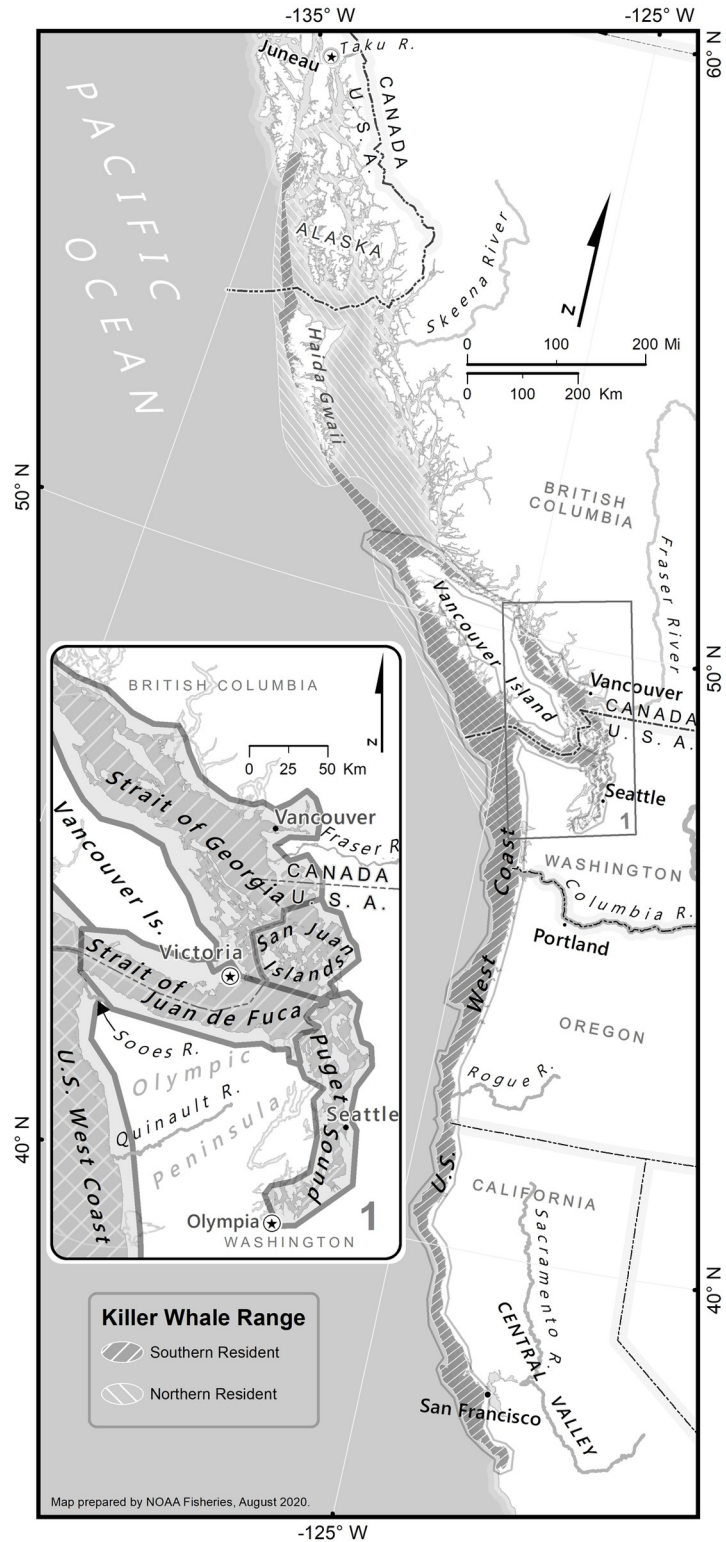 -135° W
-125° W
60° N
Juneau
Taku R.
CANADA
U. S. A.
PACIFIC
OCEAN
ALASKA
Skeena River
N
0 100 200 Mi
0 100 200 Km
Haida Gwaii
50° N
BRITISH
COLUMBIA
Fraser River
Vancouver Island
50° N
Vancouver
CANADA
U. S. A.
Seattle
1
WASHINGTON
Columbia R.
Portland
U.S. West Coast
OREGON
Rogue R.
40° N
CALIFORNIA
Sacramento R.
CENTRAL VALLEY
40° N
San Francisco
BRITISH COLUMBIA
N
0 25 50 Km
Strait of Georgia
Vancouver
Fraser R
Vancouver Is.
CANADA
U. S. A.
Victoria
San Juan
Islands
Strait of
Juan de Fuca
Sooes R.
Olympic
Peninsula
Puget Sound
Quinault R.
U.S. West Coast
Seattle
Olympia
WASHINGTON
1
Killer Whale Range
Southern Resident
Northern Resident
Map prepared by NOAA Fisheries, August 2020.
-125° W